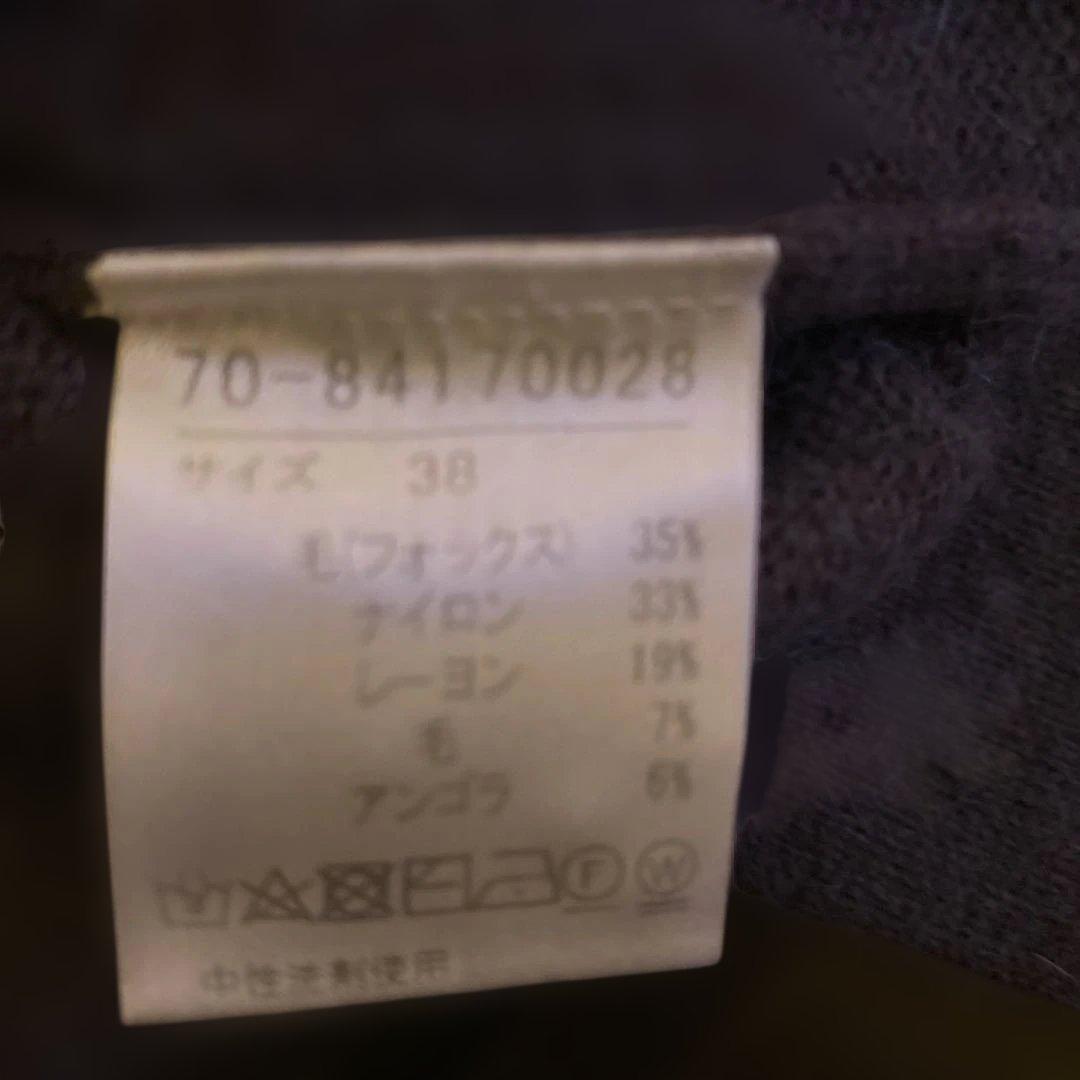 70-84170028
サイズ 38
毛(フォックス) 35%
ナイロン 33%
レーヨン 19%
毛 7%
アンゴラ 6%
F W
中性洗剤使用